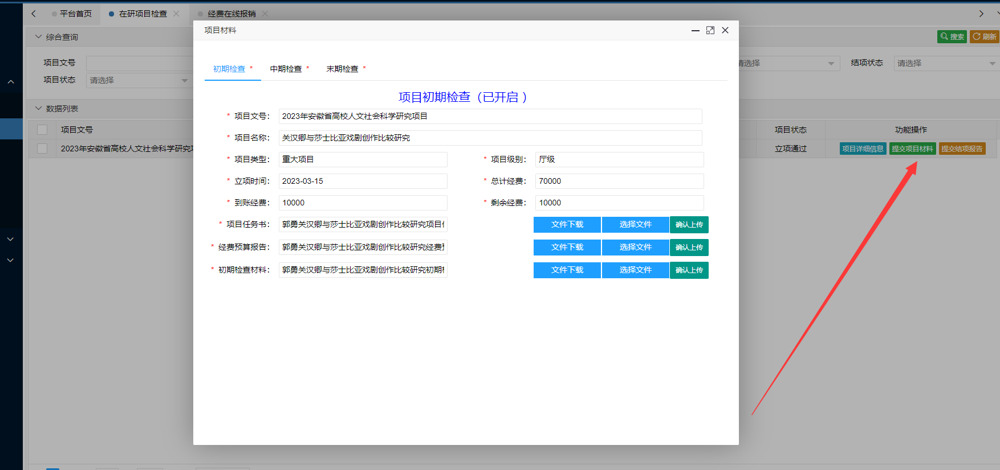 平台首页 在研项目检查 经费在线报销
项目材料
综合查询 搜索 刷新
项目文号 请选择 结项状态 请选择
项目状态 请选择
初期检查 * 中期检查 * 末期检查 *
项目初期检查（已开启 ）
数据列表
* 项目文号： 2023年安徽省高校人文社会科学研究项目
项目文号 项目状态 功能操作
* 项目名称： 关汉卿与莎士比亚戏剧创作比较研究
2023年安徽省高校人文社会科学研究 立项通过 项目详细信息 提交项目材料 提交结项报告
* 项目类型： 重大项目 * 项目级别： 厅级
* 立项时间： 2023-03-15 * 总计经费： 70000
* 到账经费： 10000 * 剩余经费： 10000
* 项目任务书： 郭勇关汉卿与莎士比亚戏剧创作比较研究项目 文件下载 选择文件 确认上传
* 经费预算报告： 郭勇关汉卿与莎士比亚戏剧创作比较研究经费 文件下载 选择文件 确认上传
* 初期检查材料： 郭勇关汉卿与莎士比亚戏剧创作比较研究初期 文件下载 选择文件 确认上传